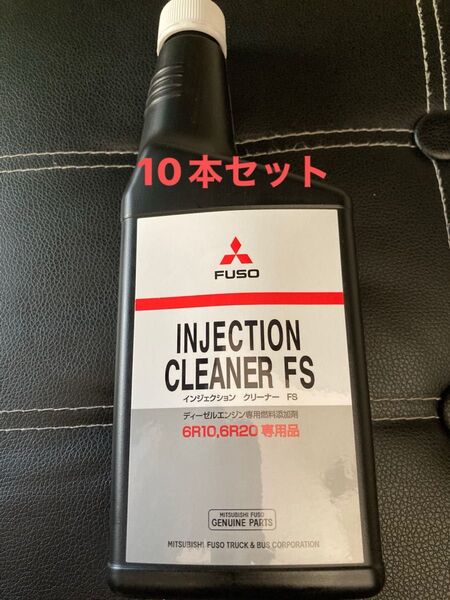 10本セット
FUSO
INJECTION
CLEANER FS
インジェクション クリーナー FS
ディーゼルエンジン専用燃料添加剤
6R10,6R20 専用品
MITSUBISHI FUSO
GENUINE PARTS
MITSUBISHI FUSO TRUCK & BUS CORPORATION